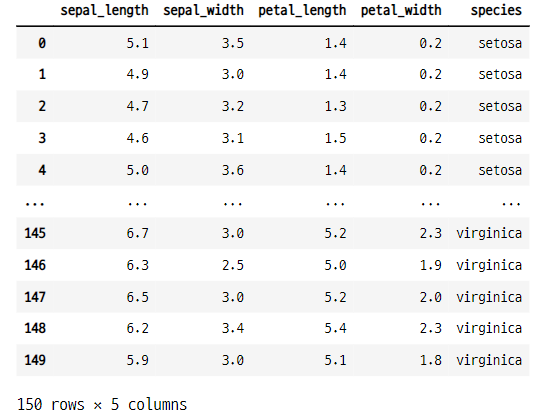 sepal_length sepal_width petal_length petal_width species
0 5.1 3.5 1.4 0.2 setosa
1 4.9 3.0 1.4 0.2 setosa
2 4.7 3.2 1.3 0.2 setosa
3 4.6 3.1 1.5 0.2 setosa
4 5.0 3.6 1.4 0.2 setosa
... ... ... ... ... ...
145 6.7 3.0 5.2 2.3 virginica
146 6.3 2.5 5.0 1.9 virginica
147 6.5 3.0 5.2 2.0 virginica
148 6.2 3.4 5.4 2.3 virginica
149 5.9 3.0 5.1 1.8 virginica
150 rows × 5 columns